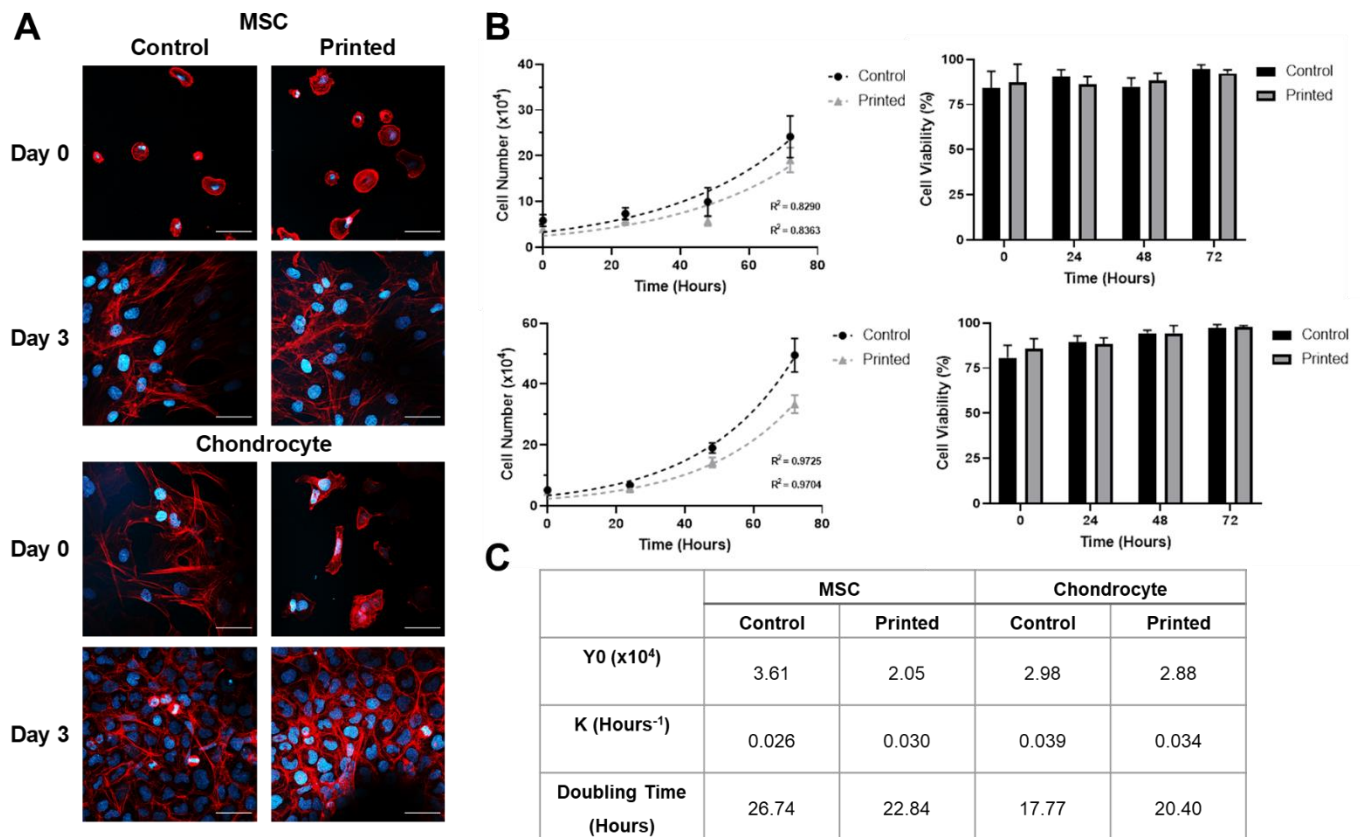 A
MSC
Control Printed
Day 0
Day 3
Chondrocyte
Day 0
Day 3
B
Cell Number (x10⁴)
40
30
20
10
0
0 20 40 60 80
Time (Hours)
Control
Printed
R² = 0.8290
R² = 0.8363
Cell Viability (%)
100
75
50
25
0
0 24 48 72
Time (Hours)
Control
Printed
Cell Number (x10⁴)
60
40
20
0
0 20 40 60 80
Time (Hours)
Control
Printed
R² = 0.9725
R² = 0.9704
Cell Viability (%)
100
75
50
25
0
0 24 48 72
Time (Hours)
Control
Printed
C
MSC Chondrocyte
Control Printed Control Printed
Y0 (x10⁴) 3.61 2.05 2.98 2.88
K (Hours⁻¹) 0.026 0.030 0.039 0.034
Doubling Time
(Hours) 26.74 22.84 17.77 20.40